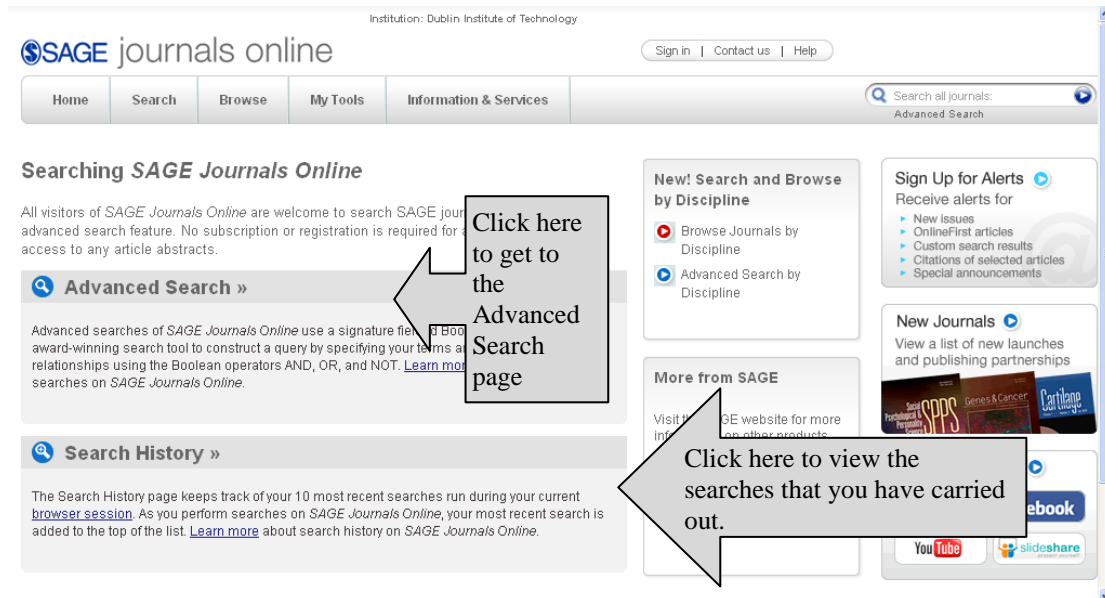 Institution: Dublin Institute of Technology
SAGE journals online
Sign in | Contact us | Help
Home Search Browse My Tools Information & Services
Search all journals:
Advanced Search
Searching SAGE Journals Online
All visitors of SAGE Journals Online are welcome to search SAGE
advanced search feature. No subscription or registration is required for
access to any article abstracts.
Advanced Search »
Advanced searches of SAGE Journals Online use a signature
award-winning search tool to construct a query by specifying your terms
relationships using the Boolean operators AND, OR, and NOT. Learn
searches on SAGE Journals Online.
Click here
to get to
the
Advanced
Search
page
Search History »
The Search History page keeps track of your 10 most recent searches run during your current
browser session. As you perform searches on SAGE Journals Online, your most recent search is
added to the top of the list. Learn more about search history on SAGE Journals Online.
New! Search and Browse
by Discipline
Browse Journals by
Discipline
Advanced Search by
Discipline
More from SAGE
Visit website for more
on other products
Click here to view the
searches that you have carried
out.
Sign Up for Alerts
Receive alerts for
New issues
OnlineFirst articles
Custom search results
Citations of selected articles
Special announcements
New Journals
View a list of new launches
and publishing partnerships
Social
Psychological &
Personality
Science
SPPS
Genes & Cancer
Cartilage
ebook
YouTube
slideshare
present yourself